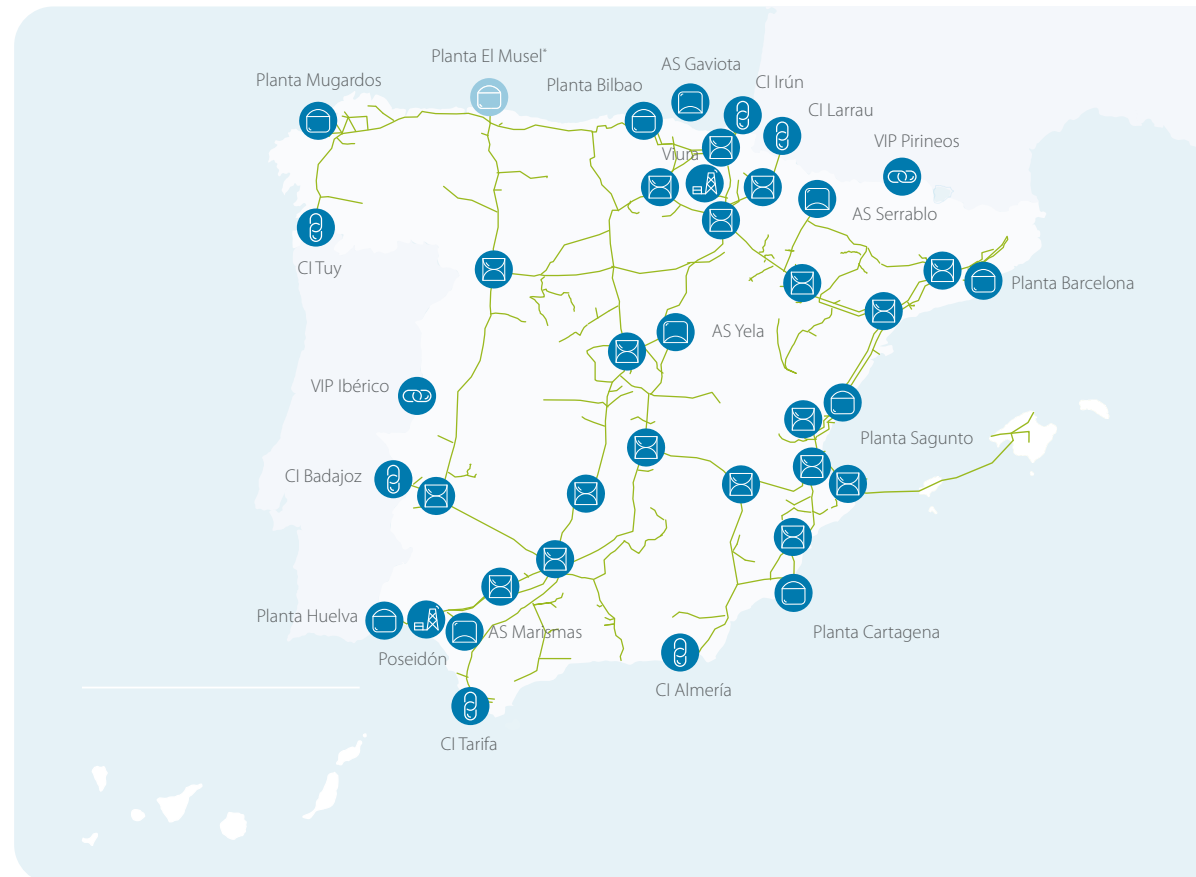 Planta El Musel*
AS Gaviota
Planta Mugardos
Planta Bilbao
CI Irún
CI Larrau
VIP Pirineos
Viura
AS Serrablo
CI Tuy
Planta Barcelona
AS Yela
VIP Ibérico
Planta Sagunto
CI Badajoz
Planta Huelva
AS Marismas
Planta Cartagena
Poseidón
CI Almería
CI Tarifa